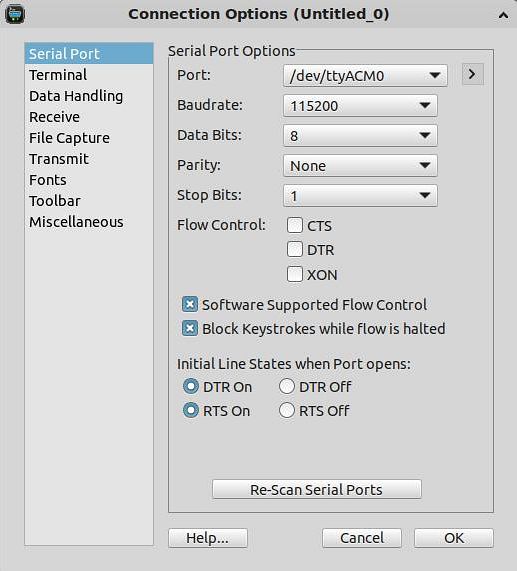 Connection Options (Untitled_0)
Serial Port
Terminal
Data Handling
Receive
File Capture
Transmit
Fonts
Toolbar
Miscellaneous
Serial Port Options
Port: /dev/ttyACM0 >
Baudrate: 115200
Data Bits: 8
Parity: None
Stop Bits: 1
Flow Control: CTS
DTR
XON
Software Supported Flow Control
Block Keystrokes while flow is halted
Initial Line States when Port opens:
DTR On DTR Off
RTS On RTS Off
Re-Scan Serial Ports
Help... Cancel OK